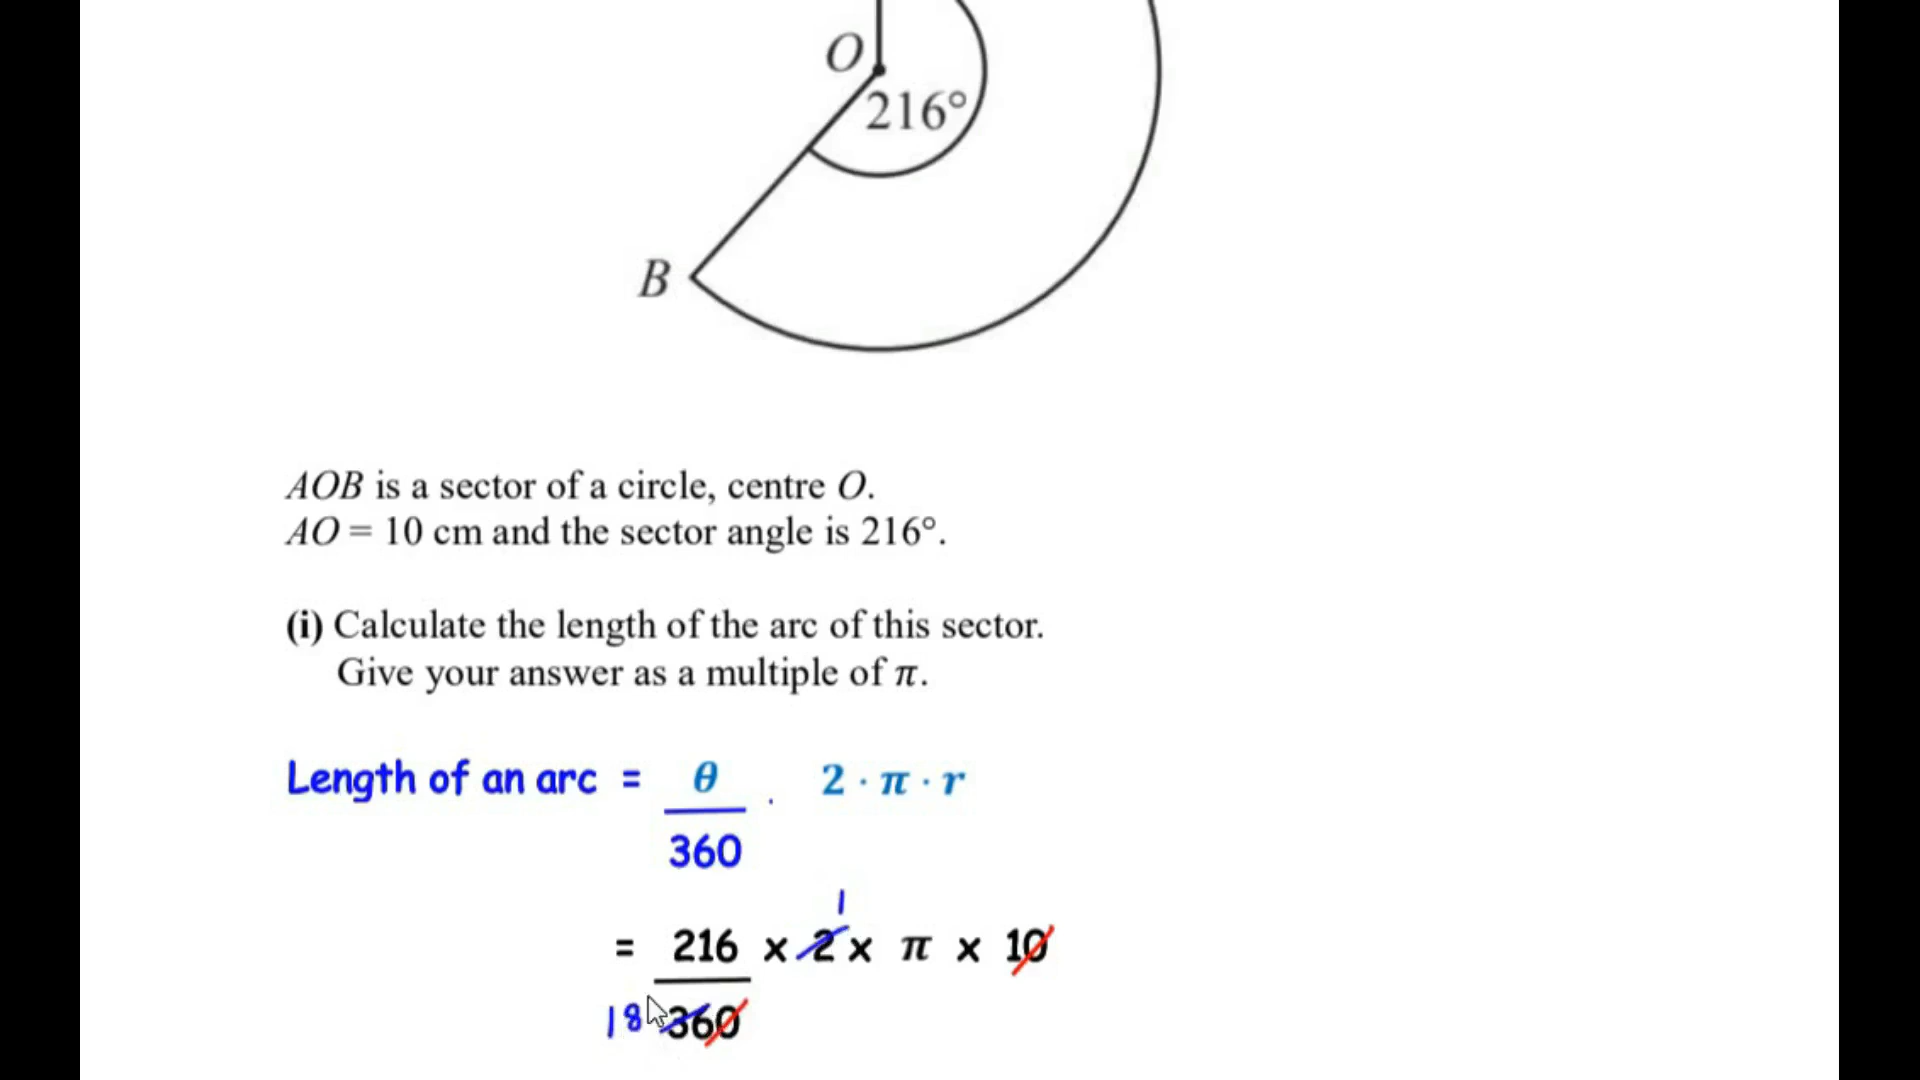 O
216°
B
AOB is a sector of a circle, centre O.
AO = 10 cm and the sector angle is 216°.
(i) Calculate the length of the arc of this sector.
Give your answer as a multiple of π.
Length of an arc = θ . 2 · π · r
360
1
= 216 x 2 x π x 10
18 360